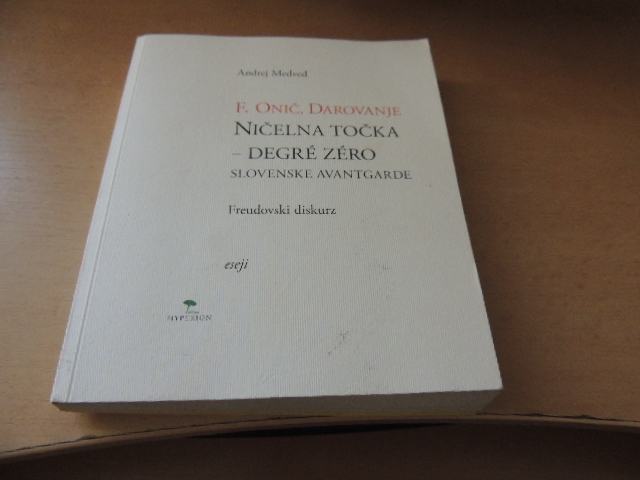 Andrej Medved
F. Onič, Darovanje
Ničelna točka
– degré zéro
slovenske avantgarde
Freudovski diskurz
eseji
HYPERION